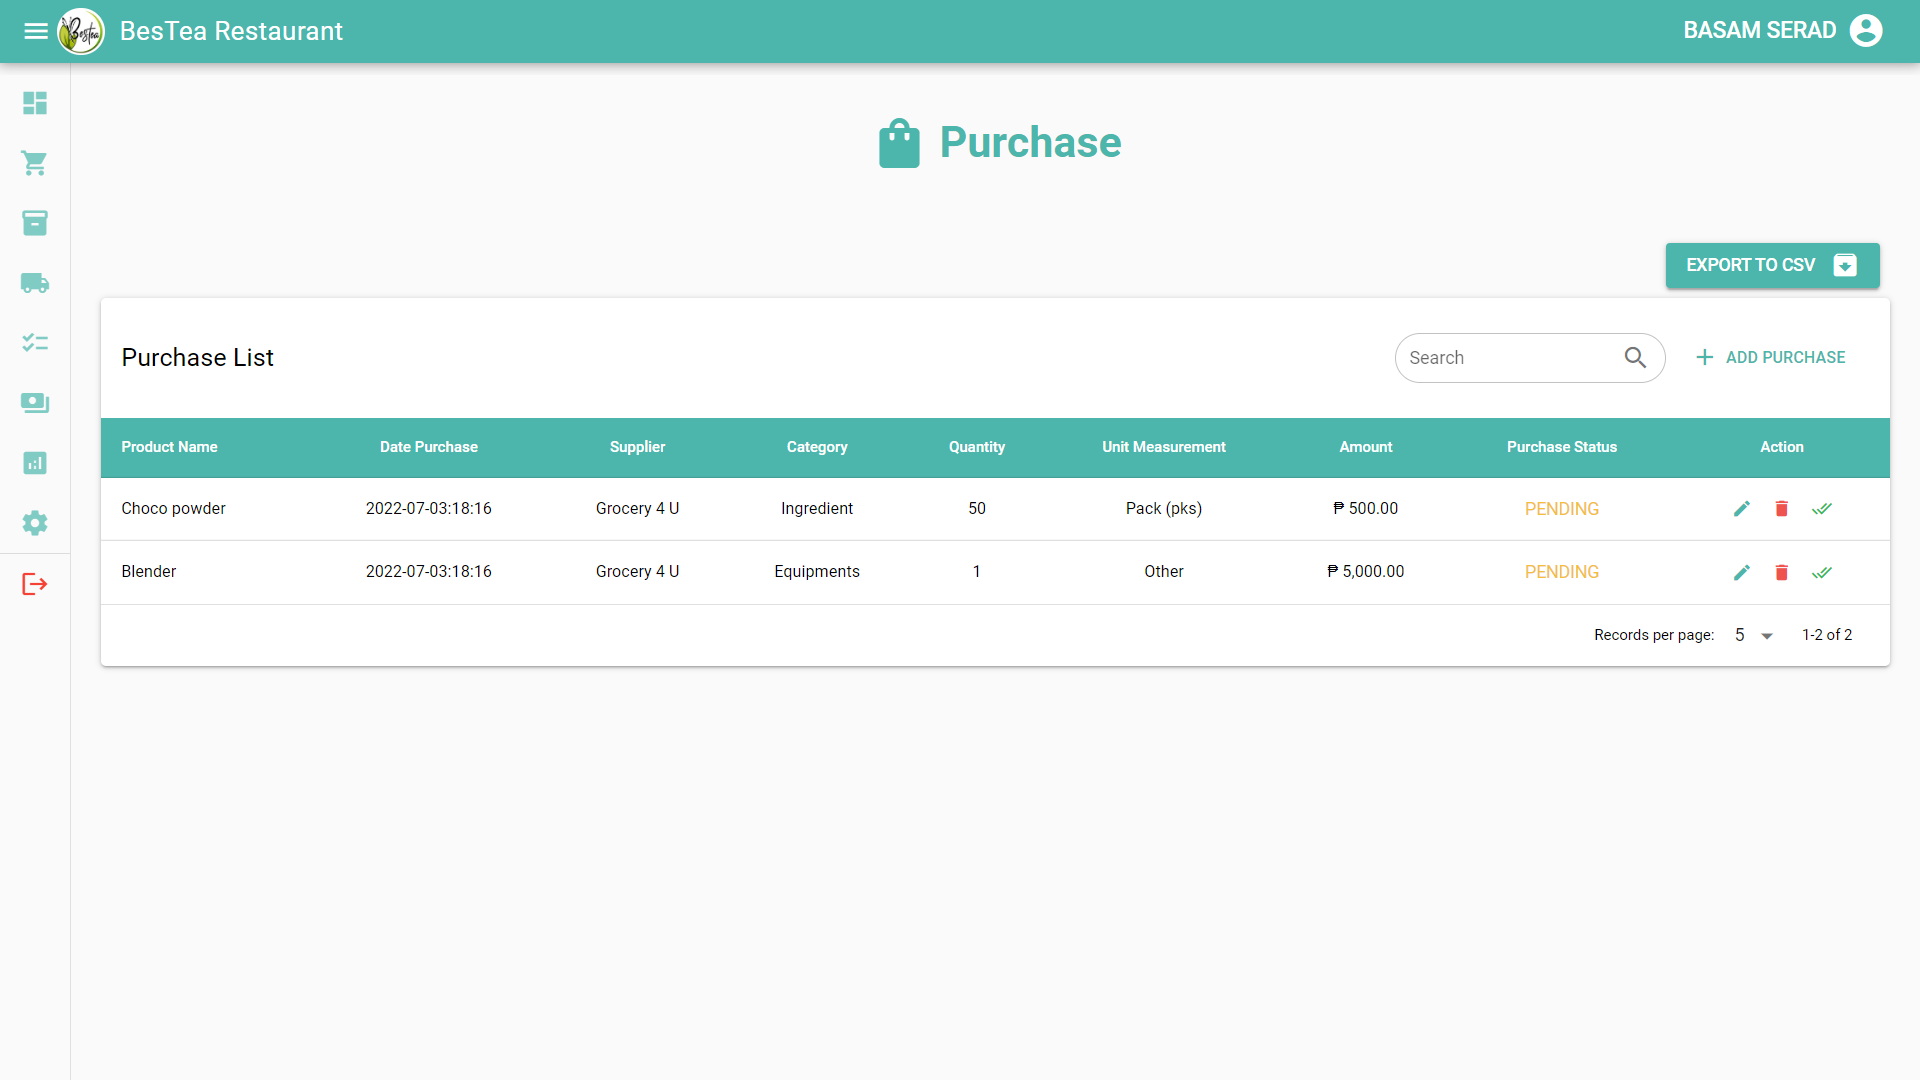 Bestea
BesTea Restaurant
BASAM SERAD
Purchase
EXPORT TO CSV
Purchase List
Search
ADD PURCHASE
Product Name Date Purchase Supplier Category Quantity Unit Measurement Amount Purchase Status Action
Choco powder 2022-07-03:18:16 Grocery 4 U Ingredient 50 Pack (pks) ₱ 500.00 PENDING
Blender 2022-07-03:18:16 Grocery 4 U Equipments 1 Other ₱ 5,000.00 PENDING
Records per page: 5 1-2 of 2